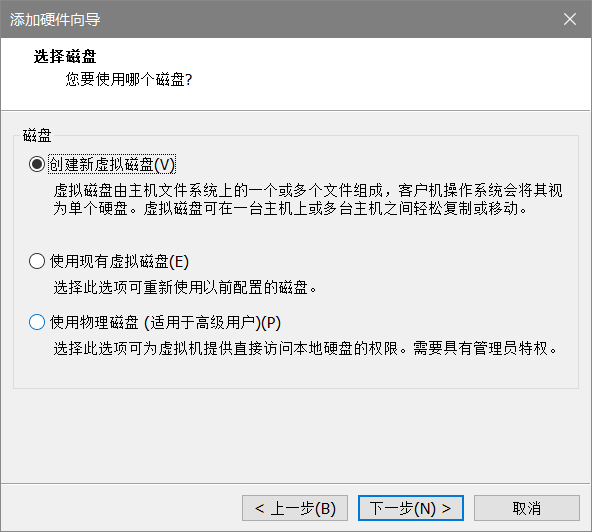 添加硬件向导
选择磁盘
您要使用哪个磁盘?
磁盘
创建新虚拟磁盘(V)
虚拟磁盘由主机文件系统上的一个或多个文件组成，客户机操作系统会将其视
为单个硬盘。虚拟磁盘可在一台主机上或多台主机之间轻松复制或移动。
使用现有虚拟磁盘(E)
选择此选项可重新使用以前配置的磁盘。
使用物理磁盘 (适用于高级用户)(P)
选择此选项可为虚拟机提供直接访问本地硬盘的权限。需要具有管理员特权。
< 上一步(B)
下一步(N) >
取消